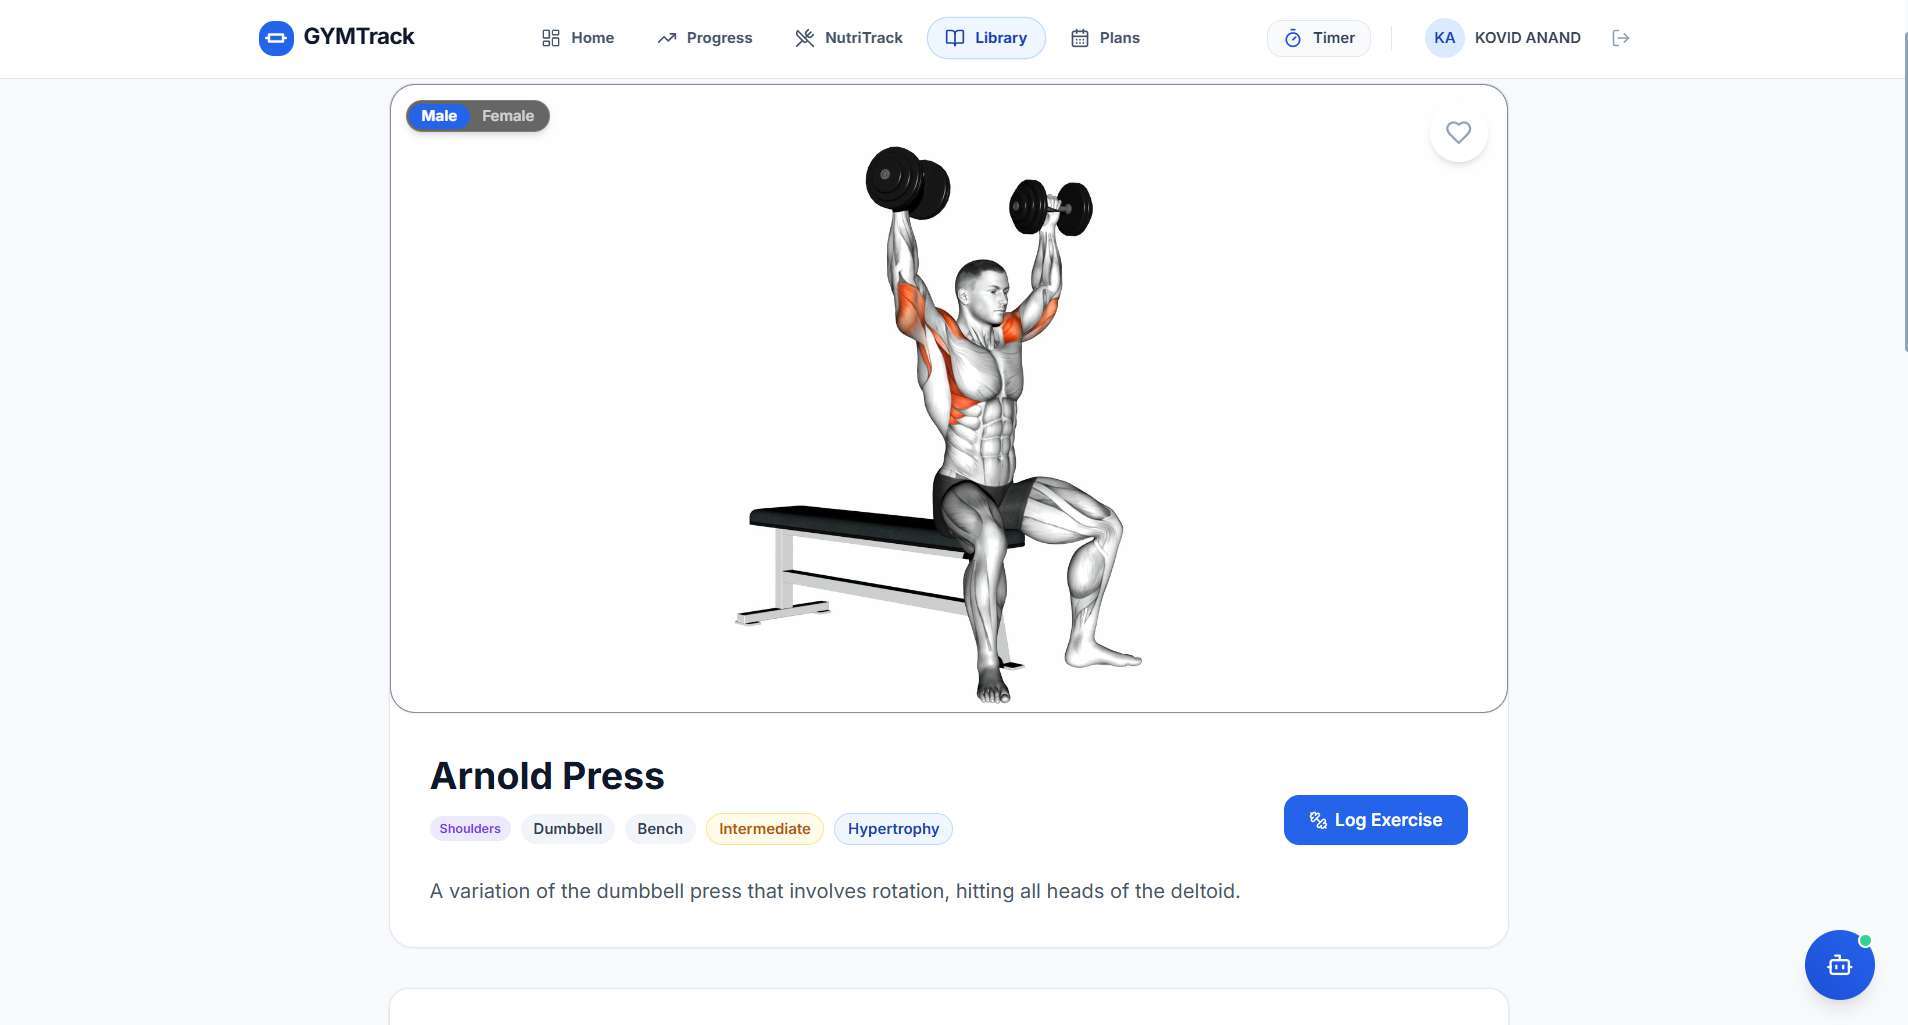 GYMTrack
Home
Progress
NutriTrack
Library
Plans
Timer
KA
KOVID ANAND
Male
Female
Arnold Press
Shoulders
Dumbbell
Bench
Intermediate
Hypertrophy
Log Exercise
A variation of the dumbbell press that involves rotation, hitting all heads of the deltoid.